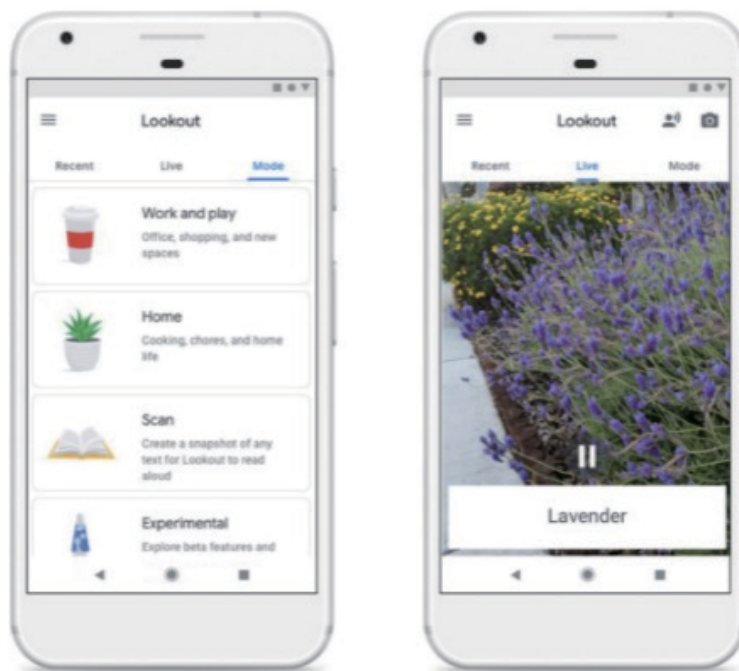 Lookout
Recent Live Mode
Work and play
Office, shopping, and new
spaces
Home
Cooking, chores, and home
life
Scan
Create a snapshot of any
text for Lookout to read
aloud
Experimental
Explore beta features and
Lookout
Recent Live Mode
Lavender